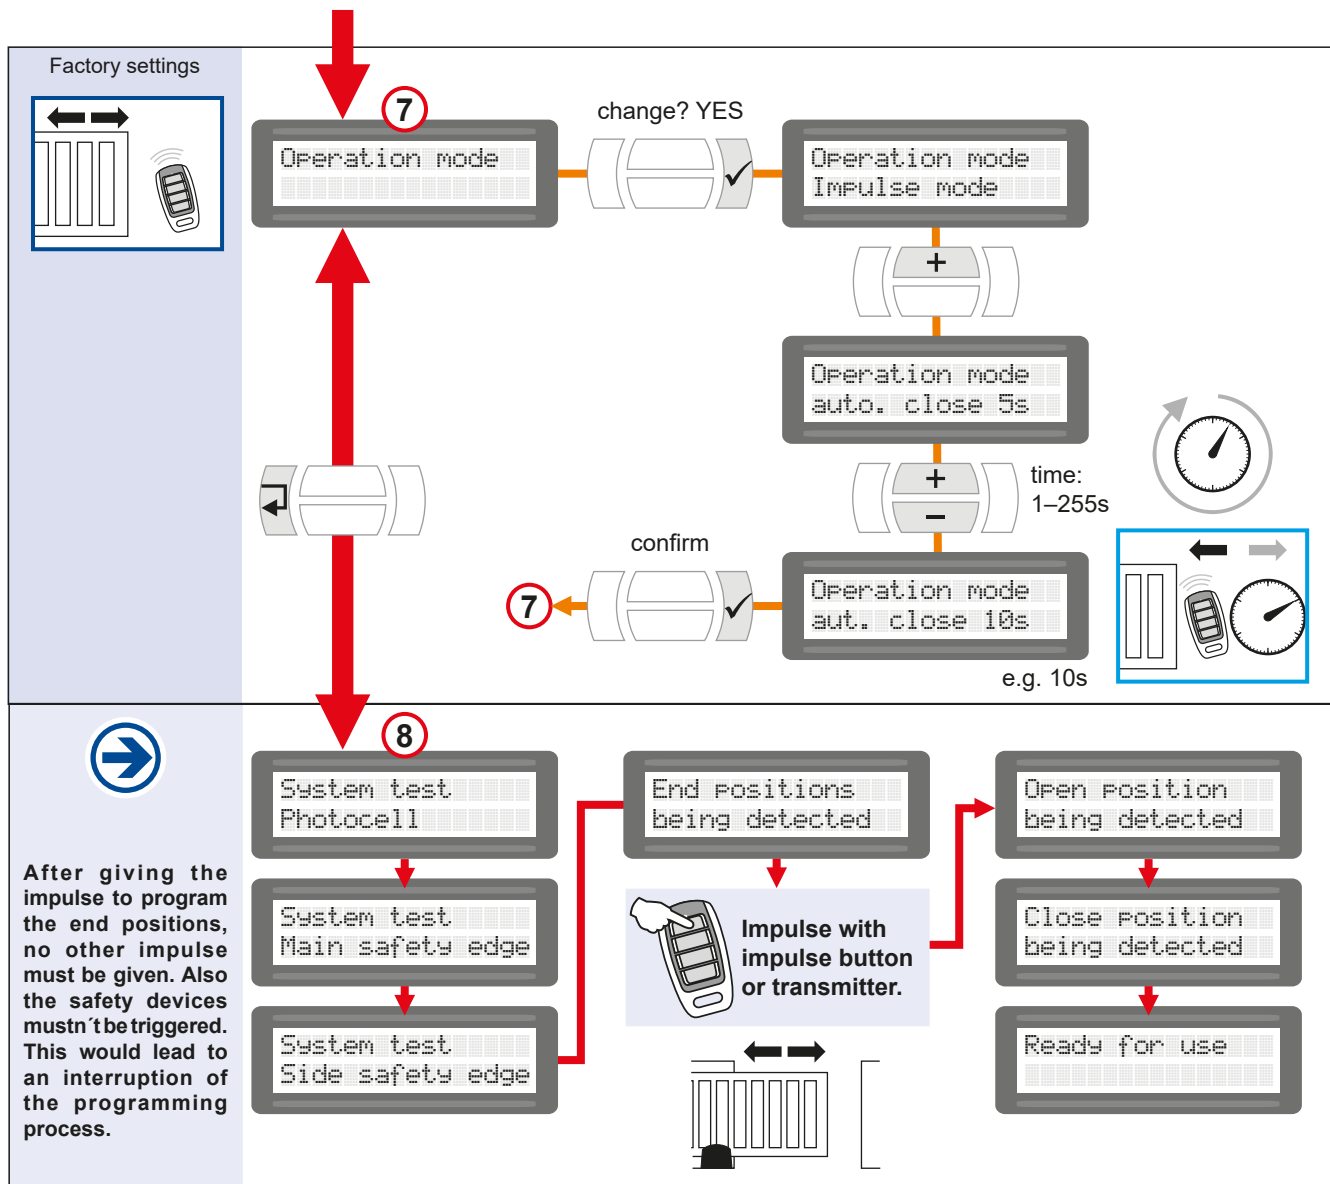 Factory settings
7
Operation mode
change? YES
Operation mode
Impulse mode
+
Operation mode
auto. close 5s
+
−
time:
1–255s
confirm
7
Operation mode
aut. close 10s
e.g. 10s
After giving the
impulse to program
the end positions,
no other impulse
must be given. Also
the safety devices
mustn´t be triggered.
This would lead to
an interruption of
the programming
process.
8
System test
Photocell
System test
Main safety edge
System test
Side safety edge
End positions
being detected
Impulse with
impulse button
or transmitter.
Open position
being detected
Close position
being detected
Ready for use